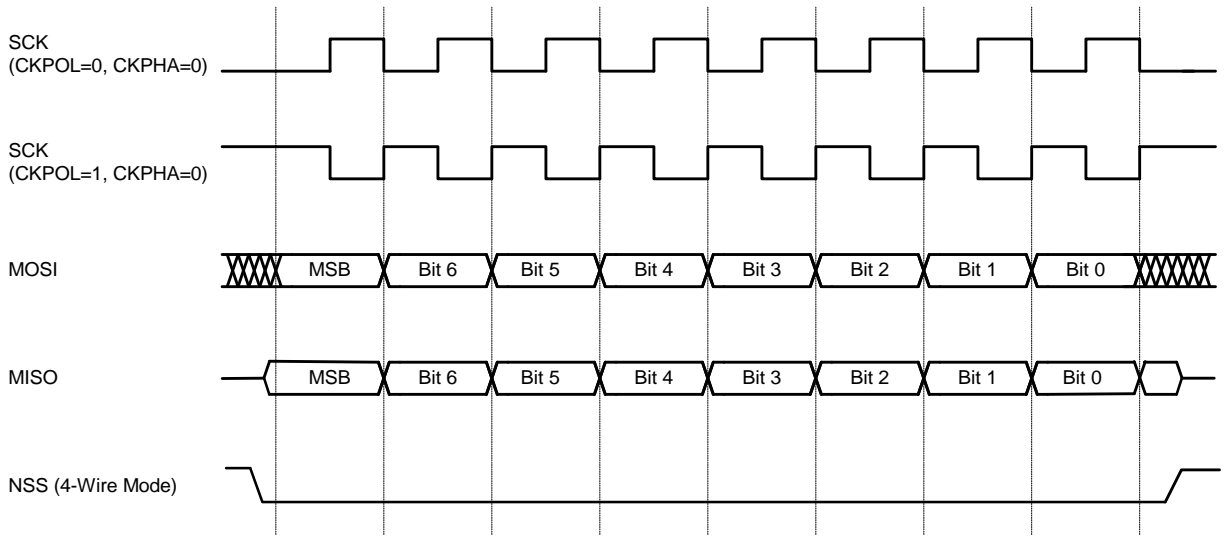 SCK
(CKPOL=0, CKPHA=0)
SCK
(CKPOL=1, CKPHA=0)
MOSI
MSB
Bit 6
Bit 5
Bit 4
Bit 3
Bit 2
Bit 1
Bit 0
MISO
MSB
Bit 6
Bit 5
Bit 4
Bit 3
Bit 2
Bit 1
Bit 0
NSS (4-Wire Mode)